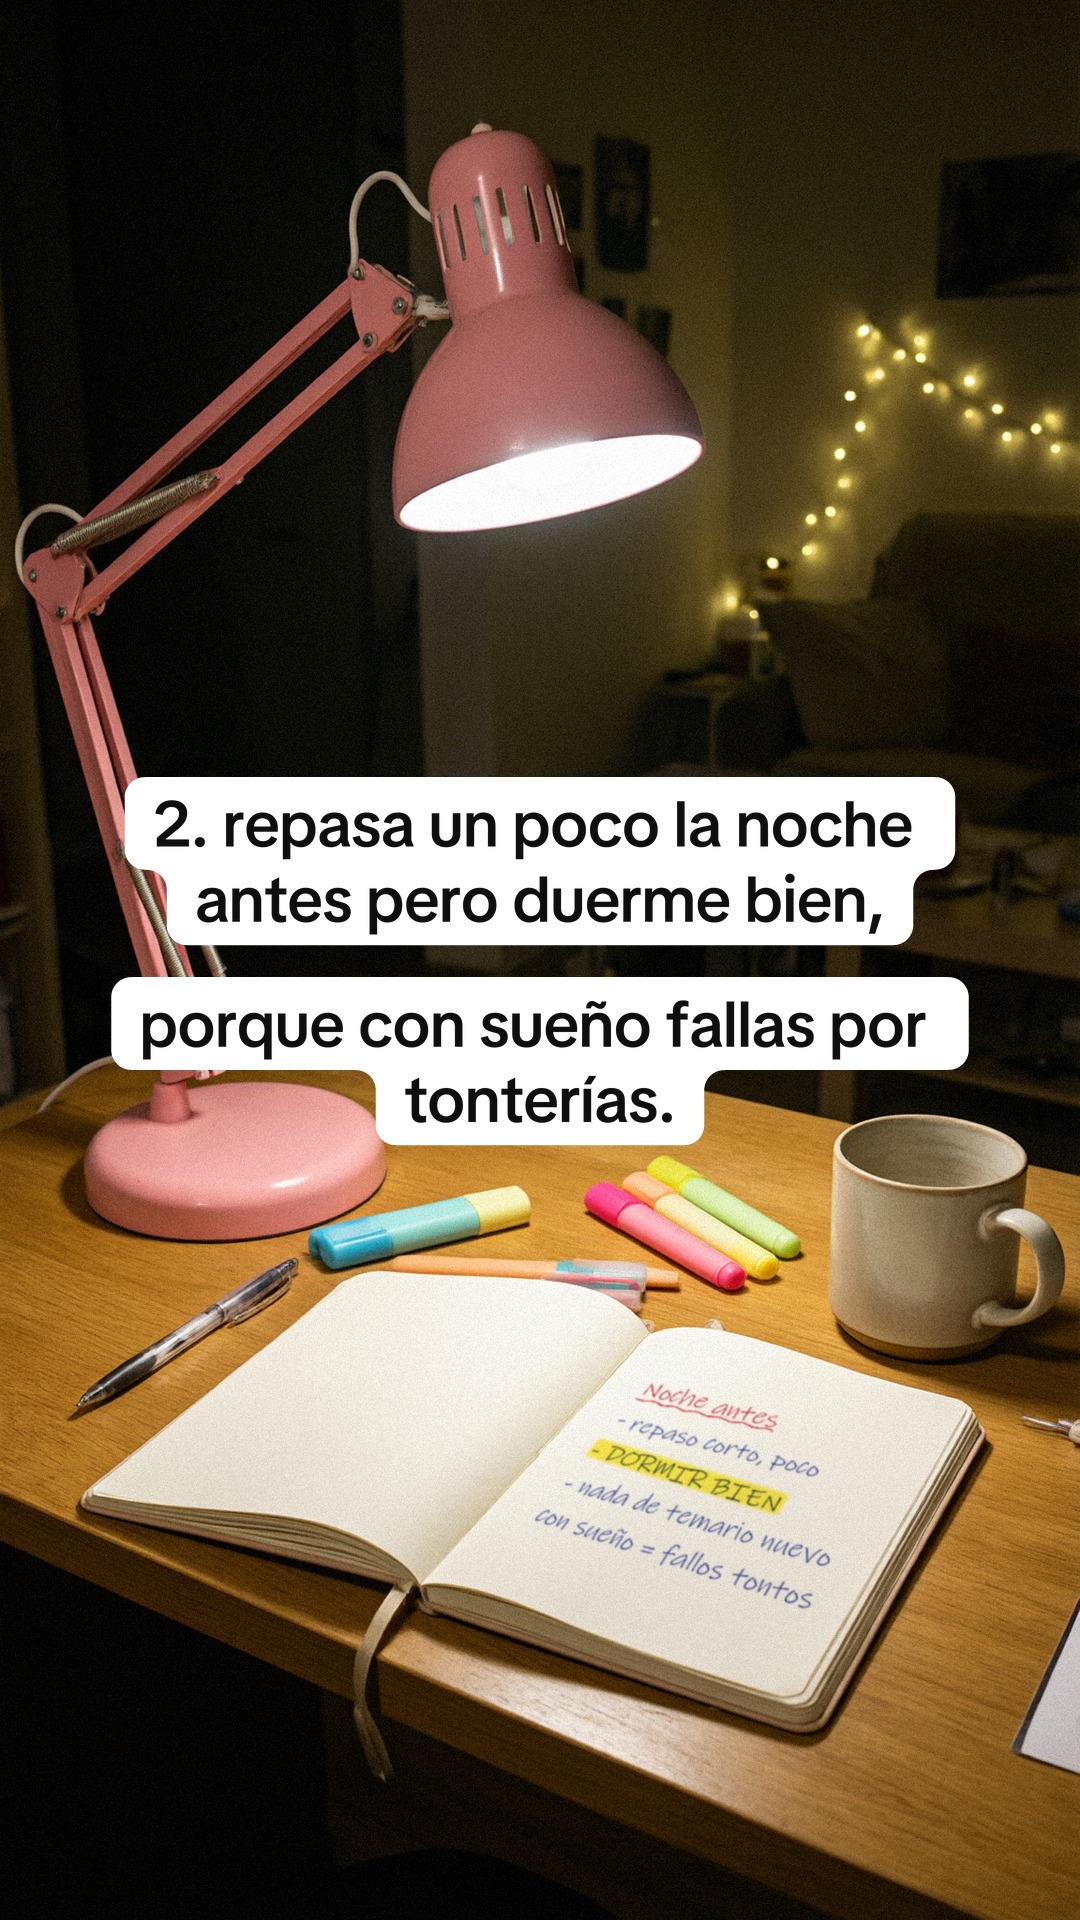 2. repasa un poco la noche
antes pero duerme bien,
porque con sueño fallas por
tonterías.
Noche antes
- repaso corto, poco
- DORMIR BIEN
- nada de temario nuevo
con sueño = fallos tontos